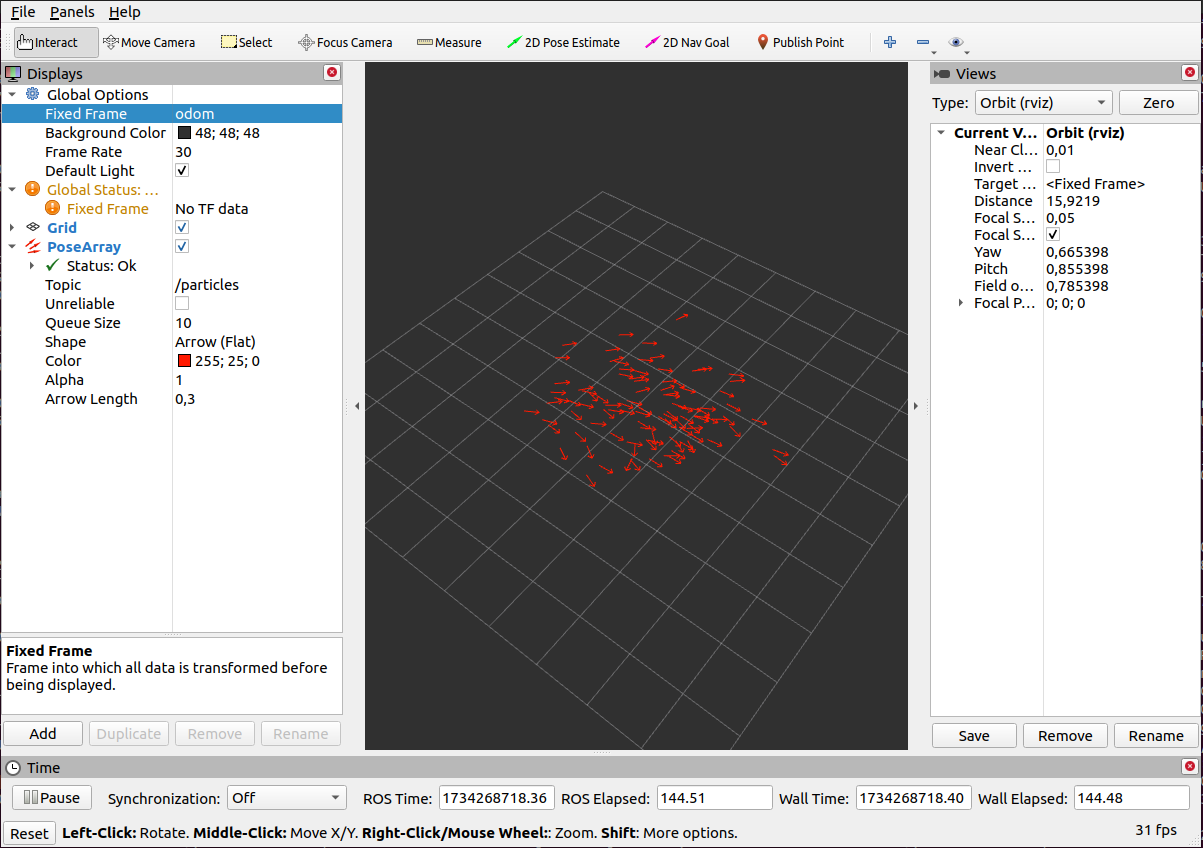 File Panels Help
Interact Move Camera Select Focus Camera Measure 2D Pose Estimate 2D Nav Goal Publish Point
Displays
Global Options
Fixed Frame odom
Background Color 48; 48; 48
Frame Rate 30
Default Light
Global Status: ...
Fixed Frame No TF data
Grid
PoseArray
Status: Ok
Topic /particles
Unreliable
Queue Size 10
Shape Arrow (Flat)
Color 255; 25; 0
Alpha 1
Arrow Length 0,3
Fixed Frame
Frame into which all data is transformed before
being displayed.
Add Duplicate Remove Rename
Views
Type: Orbit (rviz) Zero
Current V... Orbit (rviz)
Near Cl... 0,01
Invert ...
Target ... <Fixed Frame>
Distance 15,9219
Focal S... 0,05
Focal S...
Yaw 0,665398
Pitch 0,855398
Field o... 0,785398
Focal P... 0; 0; 0
Save Remove Rename
Time
Pause Synchronization: Off ROS Time: 1734268718.36 ROS Elapsed: 144.51 Wall Time: 1734268718.40 Wall Elapsed: 144.48
Reset Left-Click: Rotate. Middle-Click: Move X/Y. Right-Click/Mouse Wheel:: Zoom. Shift: More options. 31 fps